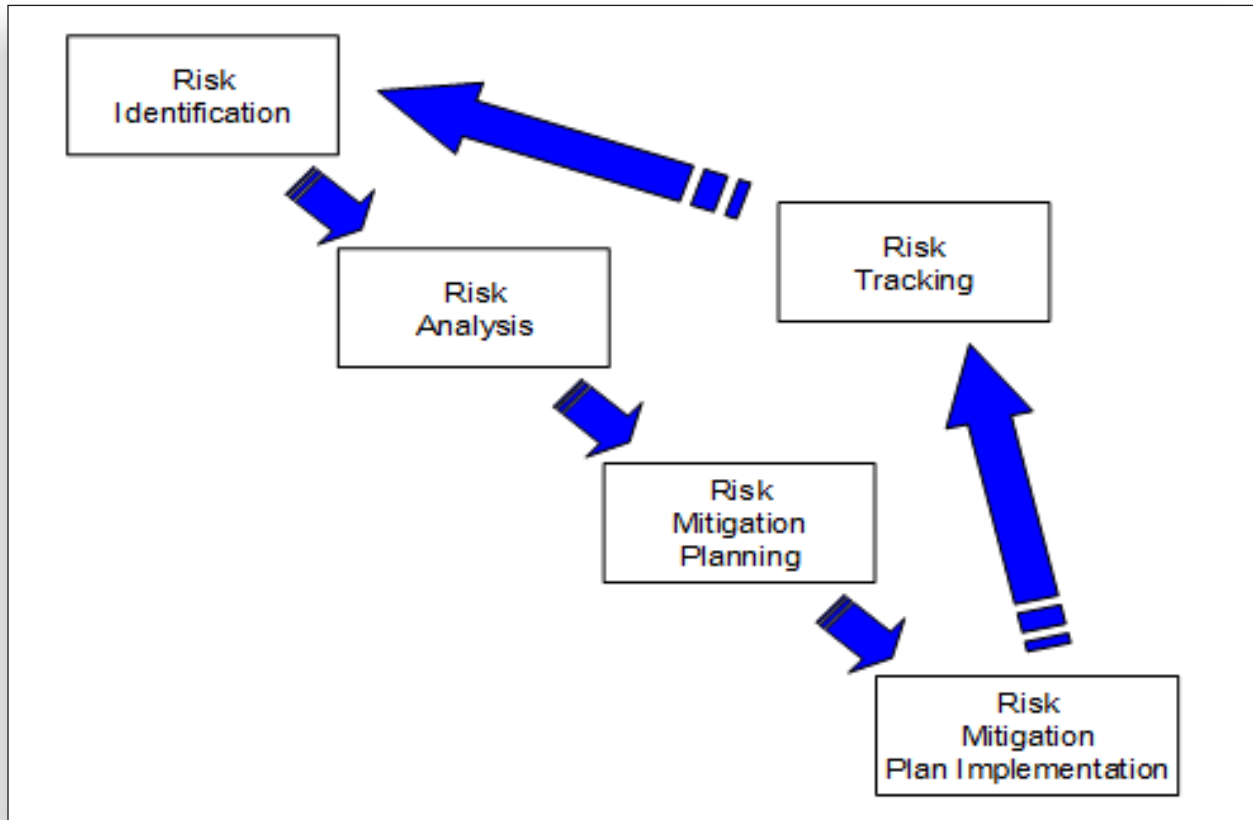 Risk
Identification
Risk
Analysis
Risk
Mitigation
Planning
Risk
Mitigation
Plan Implementation
Risk
Tracking